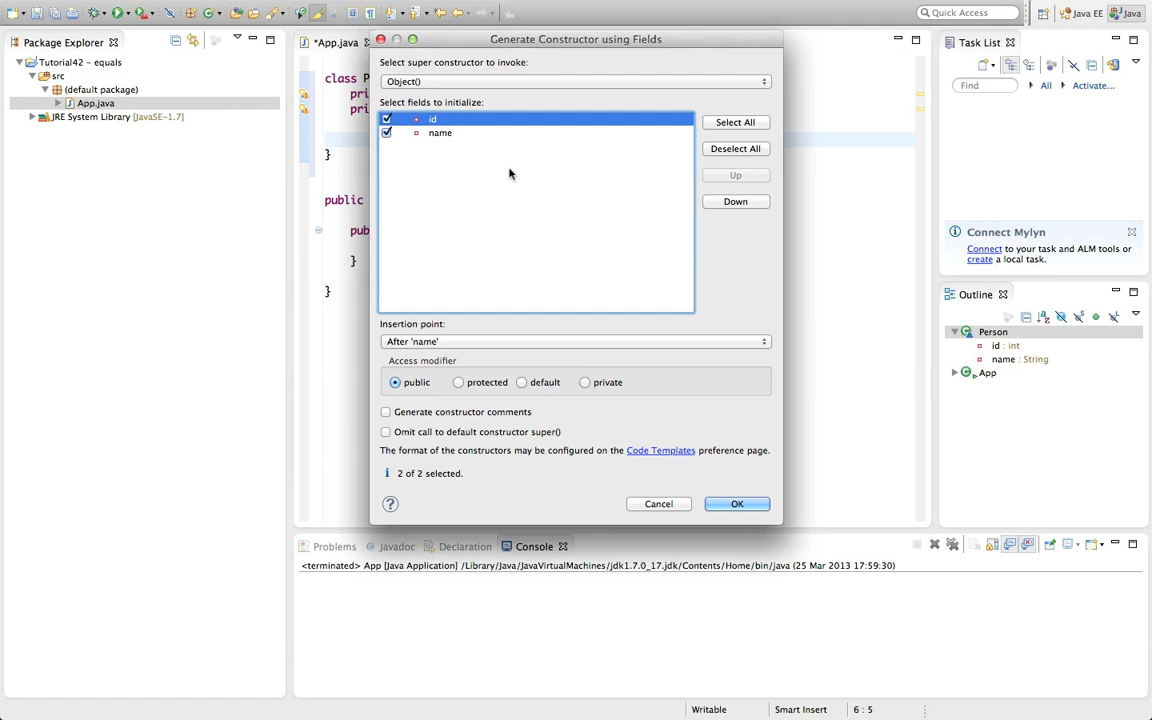 Quick Access
Java EE
Java
Package Explorer
Tutorial42 - equals
src
(default package)
App.java
JRE System Library [JavaSE-1.7]
*App.java
class P
pri
pri
}
public
pub
}
}
Generate Constructor using Fields
Select super constructor to invoke:
Object()
Select fields to initialize:
id
name
Select All
Deselect All
Up
Down
Insertion point:
After 'name'
Access modifier
public
protected
default
private
Generate constructor comments
Omit call to default constructor super()
The format of the constructors may be configured on the Code Templates preference page.
2 of 2 selected.
?
Cancel
OK
Task List
Find
All
Activate...
Connect Mylyn
Connect to your task and ALM tools or
create a local task.
Outline
Person
id : int
name : String
App
Problems
Javadoc
Declaration
Console
<terminated> App [Java Application] /Library/Java/JavaVirtualMachines/jdk1.7.0_17.jdk/Contents/Home/bin/java (25 Mar 2013 17:59:30)
Writable
Smart Insert
6 : 5